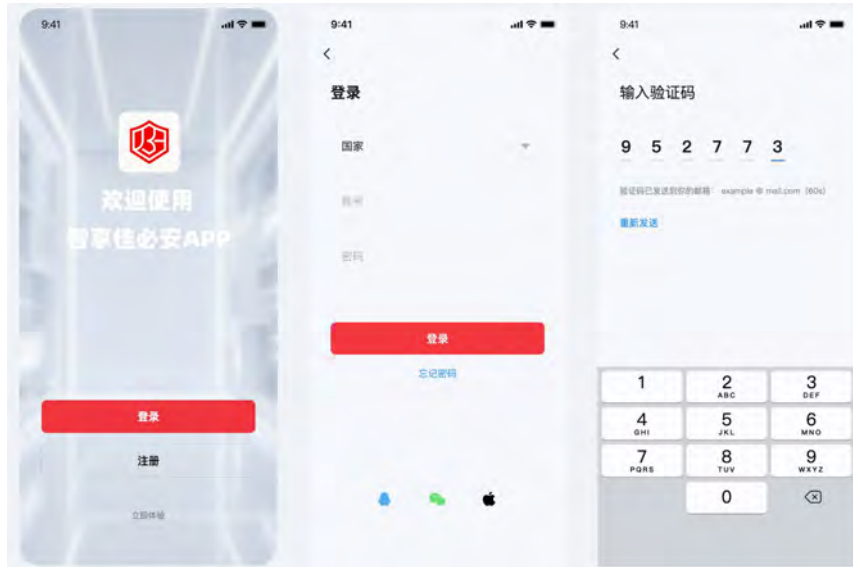 9:41
欢迎使用
智享佳必安APP
登录
注册
立即体验
9:41
登录
国家
账号
密码
登录
忘记密码
9:41
输入验证码
9 5 2 7 7 3
验证码已发送到你的邮箱: example @ mail.com (60s)
重新发送
1
2 ABC
3 DEF
4 GHI
5 JKL
6 MNO
7 PQRS
8 TUV
9 WXYZ
0